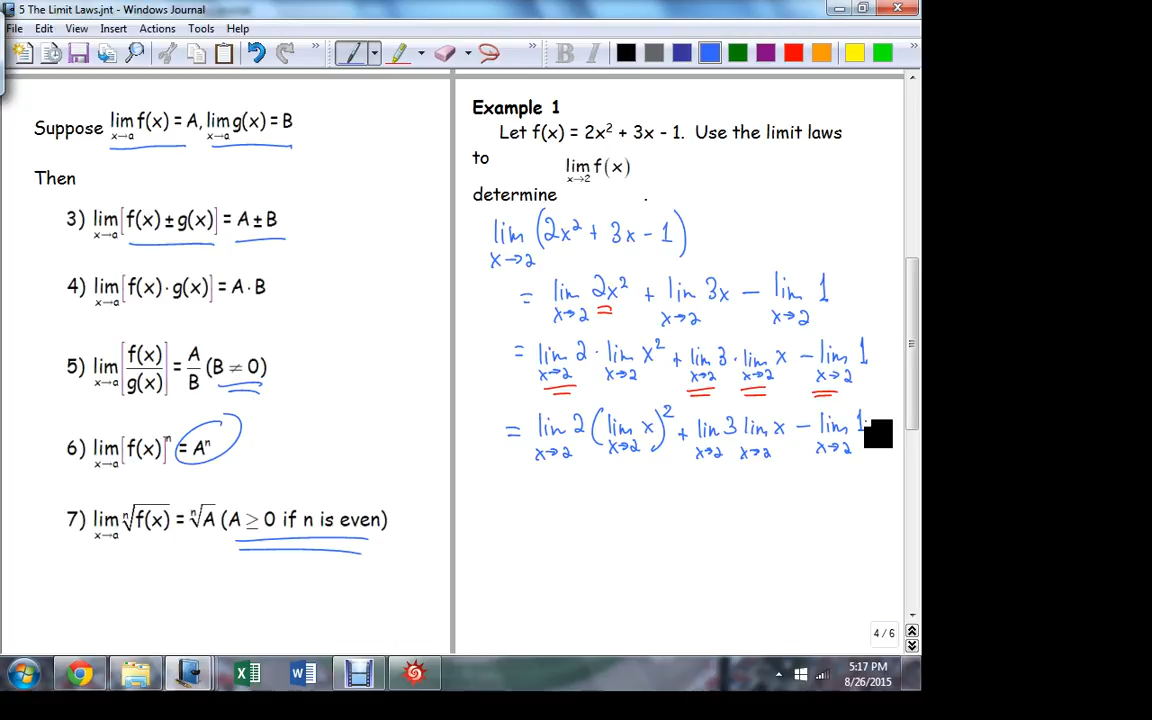 5 The Limit Laws.jnt - Windows Journal
File Edit View Insert Actions Tools Help
B I
Suppose lim x→a f(x) = A, lim x→a g(x) = B
Then
3) lim x→a [f(x) ± g(x)] = A ± B
4) lim x→a [f(x) · g(x)] = A · B
5) lim x→a [f(x)/g(x)] = A/B (B ≠ 0)
6) lim x→a [f(x)]ⁿ = Aⁿ
7) lim x→a ⁿ√f(x) = ⁿ√A (A ≥ 0 if n is even)
Example 1
Let f(x) = 2x² + 3x - 1. Use the limit laws
to
lim x→2 f(x)
determine .
lim x→2 (2x² + 3x - 1)
= lim x→2 2x² + lim x→2 3x - lim x→2 1
= lim x→2 2 · lim x→2 x² + lim x→2 3 · lim x→2 x - lim x→2 1
= lim x→2 2 (lim x→2 x)² + lim x→2 3 lim x→2 x - lim x→2 1
4 / 6
5:17 PM
8/26/2015